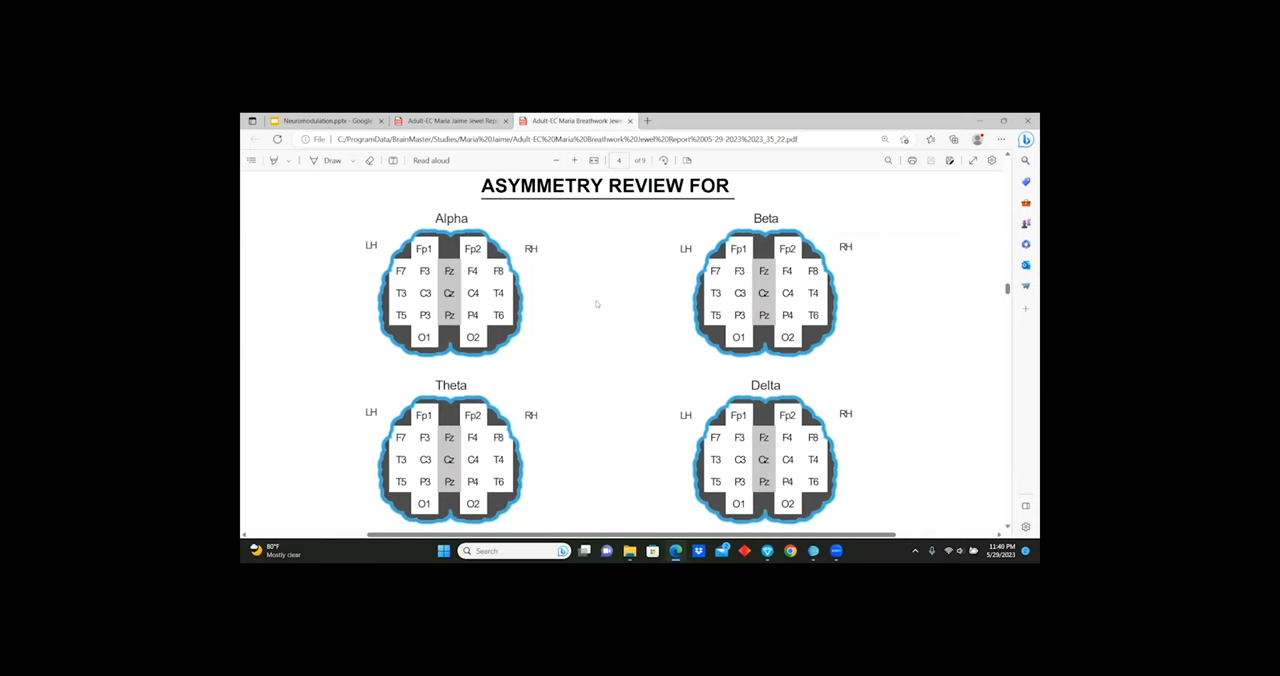 Neuromodulation.pptx - Google
Adult-EC Maria Jaime Jewel Rep
Adult-EC Maria Breathwork Jewe
File C:/ProgramData/BrainMaster/Studies/Maria%20Jaime/Adult-EC%20Maria%20Breathwork%20Jewel%20Report%2005-29-2023%2023_35_22.pdf
Draw Read aloud 4 of 9
ASYMMETRY REVIEW FOR
Alpha
LH RH
Fp1 Fp2
F7 F3 Fz F4 F8
T3 C3 Cz C4 T4
T5 P3 Pz P4 T6
O1 O2
Beta
LH RH
Fp1 Fp2
F7 F3 Fz F4 F8
T3 C3 Cz C4 T4
T5 P3 Pz P4 T6
O1 O2
Theta
LH RH
Fp1 Fp2
F7 F3 Fz F4 F8
T3 C3 Cz C4 T4
T5 P3 Pz P4 T6
O1 O2
Delta
LH RH
Fp1 Fp2
F7 F3 Fz F4 F8
T3 C3 Cz C4 T4
T5 P3 Pz P4 T6
O1 O2
80°F
Mostly clear
Search
11:40 PM
5/29/2023